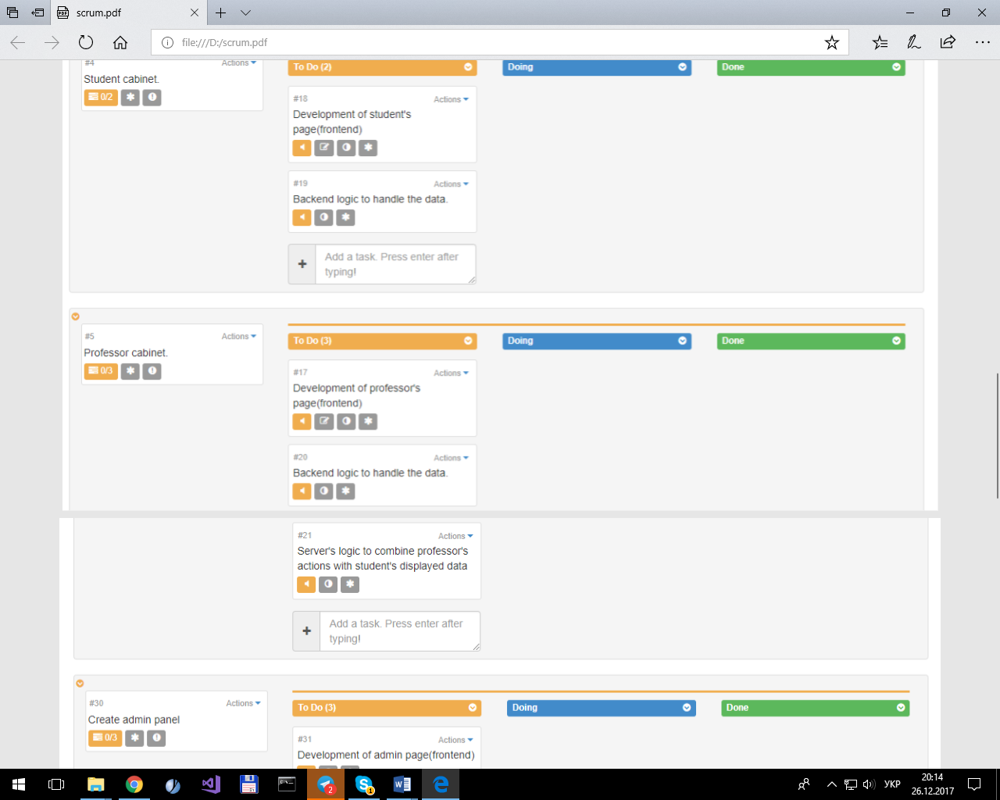 scrum.pdf
file:///D:/scrum.pdf
#4
Actions
Student cabinet.
0/2
To Do (2)
Doing
Done
#18
Actions
Development of student's
page(frontend)
#19
Actions
Backend logic to handle the data.
Add a task. Press enter after
typing!
#5
Actions
Professor cabinet.
0/3
To Do (3)
Doing
Done
#17
Actions
Development of professor's
page(frontend)
#20
Actions
Backend logic to handle the data.
#21
Actions
Server's logic to combine professor's
actions with student's displayed data
Add a task. Press enter after
typing!
#30
Actions
Create admin panel
0/3
To Do (3)
Doing
Done
#31
Actions
Development of admin page(frontend)
2
1
УКР
20:14
26.12.2017